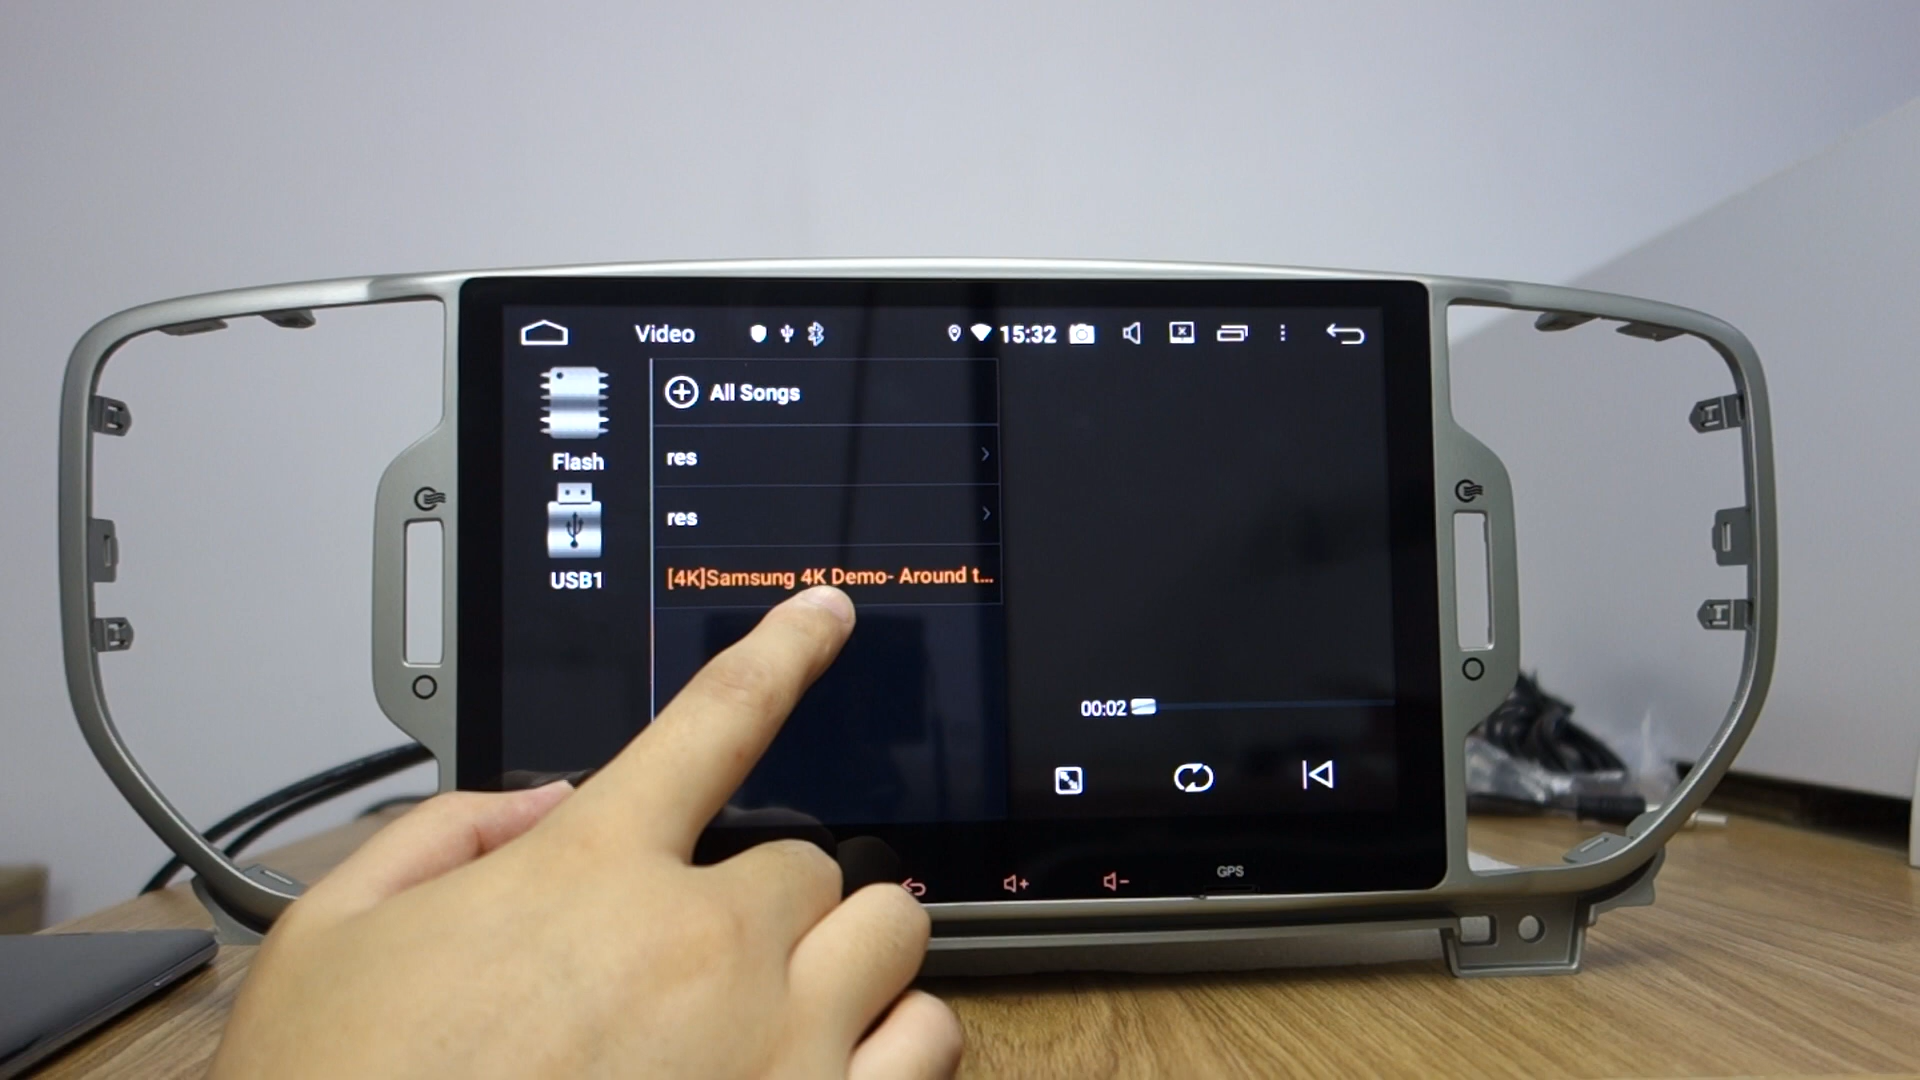 Video
15:32
All Songs
Flash
res
res
USB1
[4K]Samsung 4K Demo- Around t...
00:02
GPS